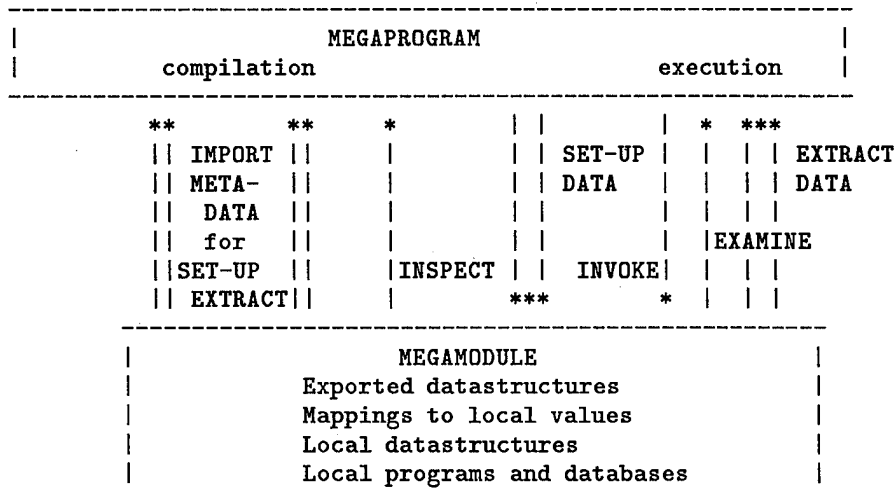 MEGAPROGRAM
compilation execution
** ** * * ***
IMPORT SET-UP EXTRACT
META- DATA DATA
DATA
for EXAMINE
SET-UP INSPECT INVOKE
EXTRACT *** *
MEGAMODULE
Exported datastructures
Mappings to local values
Local datastructures
Local programs and databases